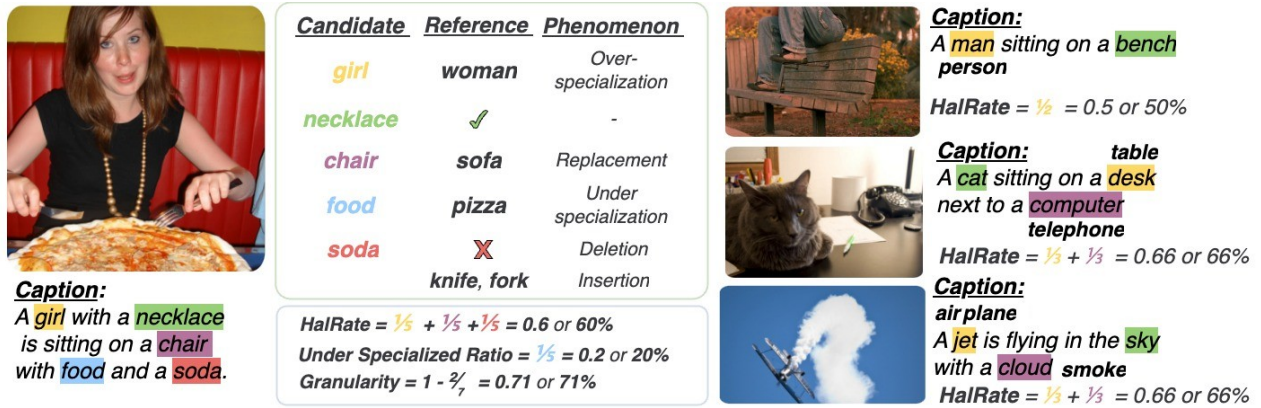 Caption:
A girl with a necklace
is sitting on a chair
with food and a soda.
Candidate Reference Phenomenon
girl woman Over-
specialization
necklace ✓ -
chair sofa Replacement
food pizza Under
specialization
soda X Deletion
knife, fork Insertion
HalRate = 1/5 + 1/5 + 1/5 = 0.6 or 60%
Under Specialized Ratio = 1/5 = 0.2 or 20%
Granularity = 1 - 2/7 = 0.71 or 71%
Caption:
A man sitting on a bench
person
HalRate = 1/2 = 0.5 or 50%
Caption: table
A cat sitting on a desk
next to a computer
telephone
HalRate = 1/3 + 1/3 = 0.66 or 66%
Caption:
airplane
A jet is flying in the sky
with a cloud smoke
HalRate = 1/3 + 1/3 = 0.66 or 66%